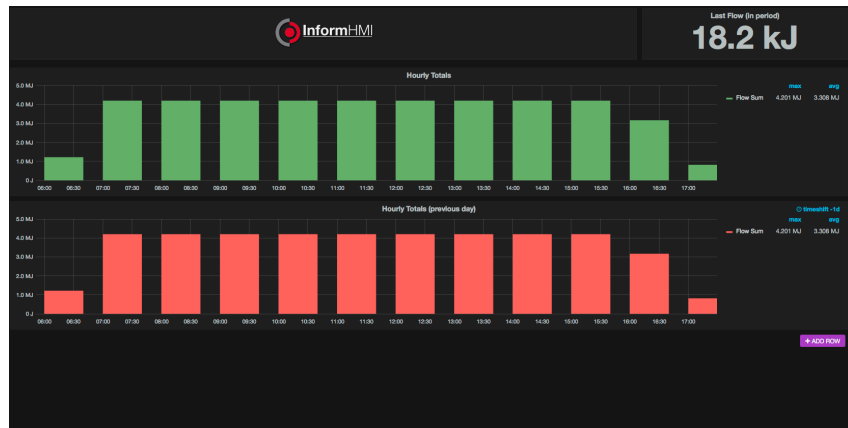 InformHMI
Last Flow (in period)
18.2 kJ
Hourly Totals
5.0 MJ
4.0 MJ
3.0 MJ
2.0 MJ
1.0 MJ
0 J
06:00 06:30 07:00 07:30 08:00 08:30 09:00 09:30 10:00 10:30 11:00 11:30 12:00 12:30 13:00 13:30 14:00 14:30 15:00 15:30 16:00 16:30 17:00
max avg
Flow Sum 4.201 MJ 3.308 MJ
Hourly Totals (previous day)
timeshift -1d
5.0 MJ
4.0 MJ
3.0 MJ
2.0 MJ
1.0 MJ
0 J
06:00 06:30 07:00 07:30 08:00 08:30 09:00 09:30 10:00 10:30 11:00 11:30 12:00 12:30 13:00 13:30 14:00 14:30 15:00 15:30 16:00 16:30 17:00
max avg
Flow Sum 4.201 MJ 3.308 MJ
+ ADD ROW